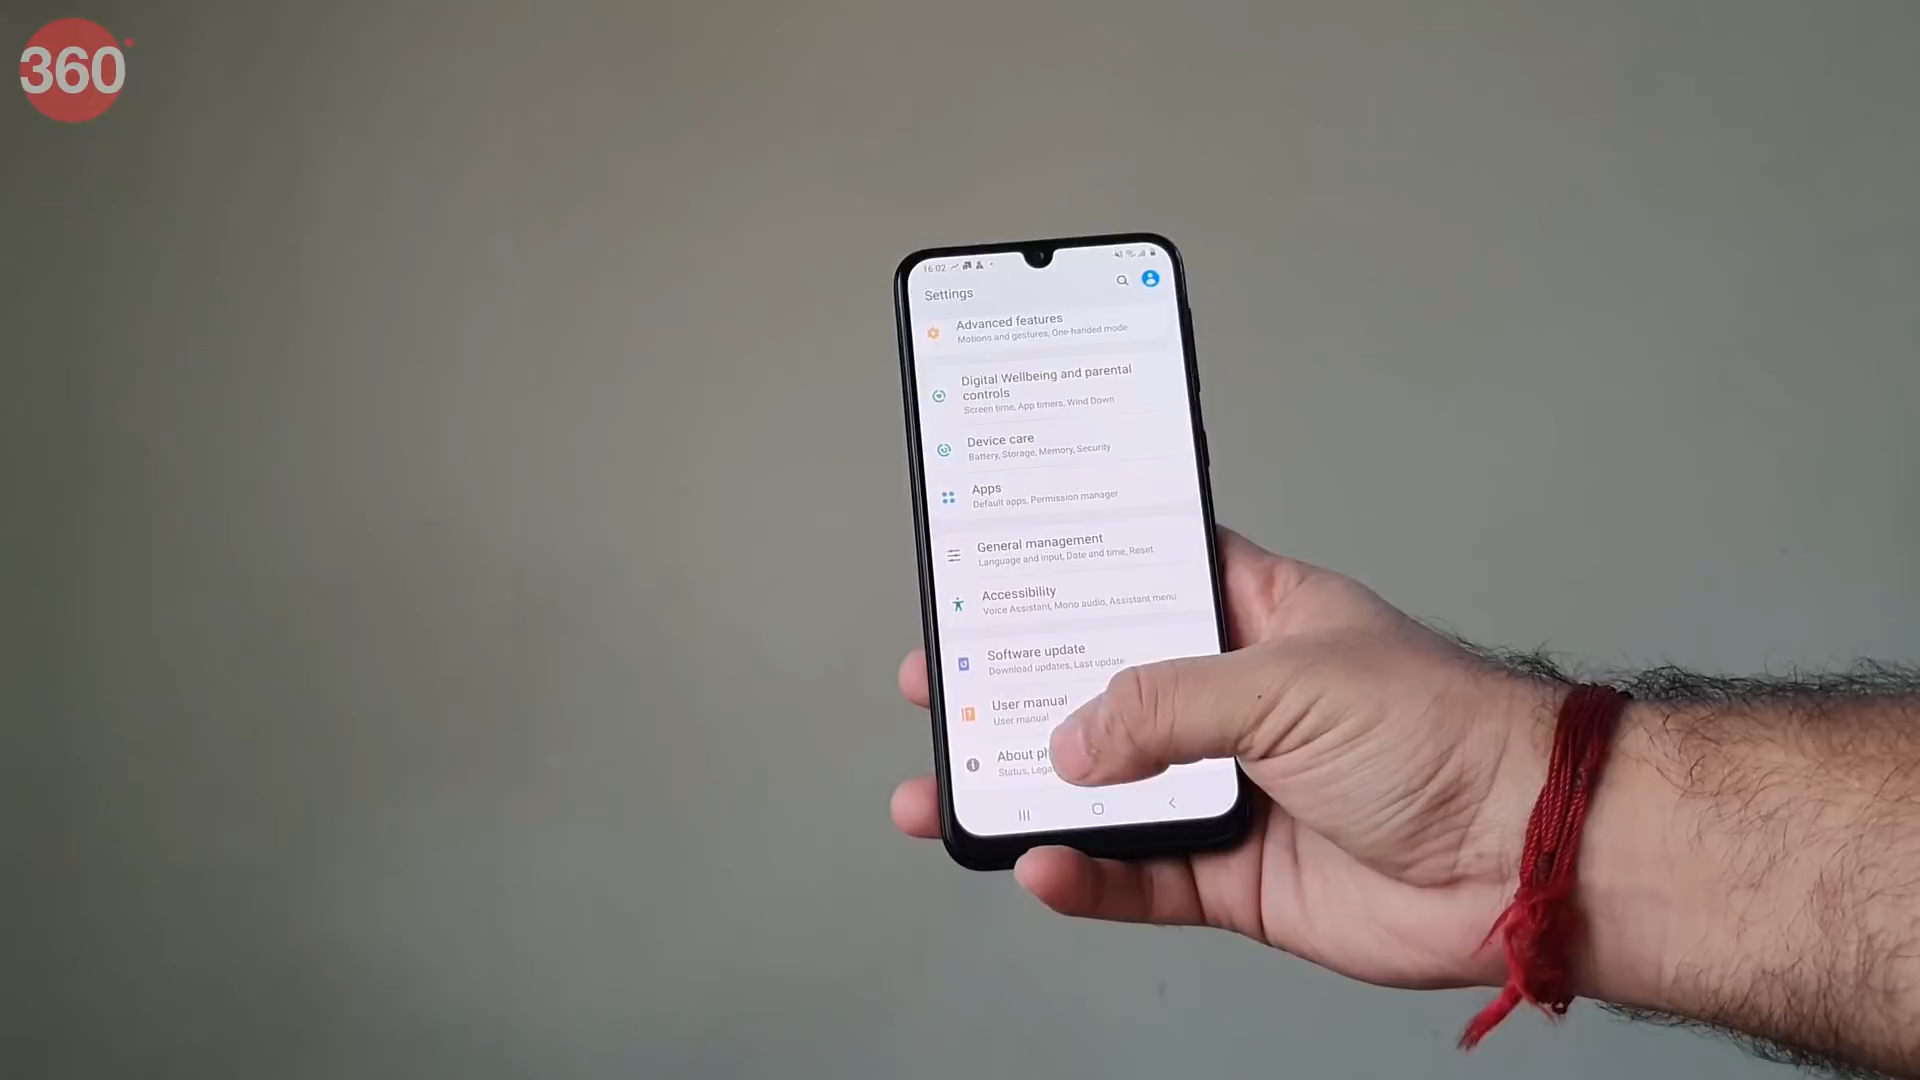 360
16:02
Settings
Advanced features
Motions and gestures, One-handed mode
Digital Wellbeing and parental
controls
Screen time, App timers, Wind Down
Device care
Battery, Storage, Memory, Security
Apps
Default apps, Permission manager
General management
Language and input, Date and time, Reset
Accessibility
Voice Assistant, Mono audio, Assistant menu
Software update
Download updates, Last update
User manual
User manual
About
Status,